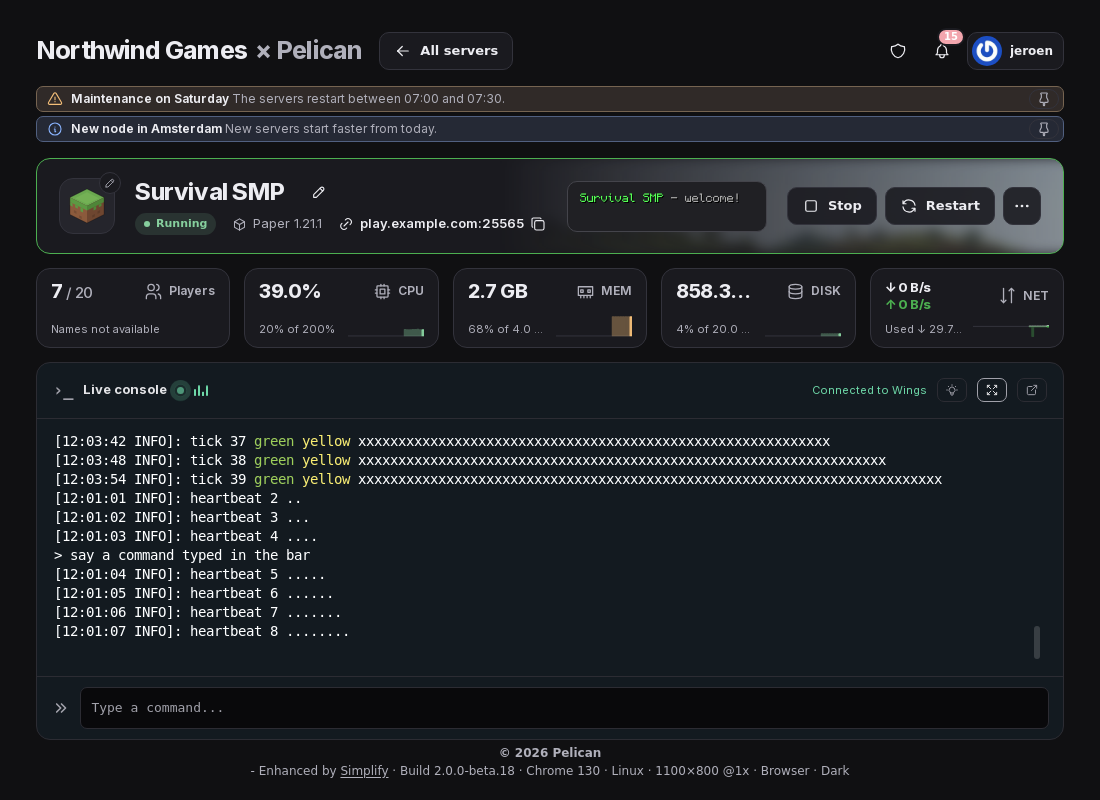 Northwind Games × Pelican
All servers
15
jeroen
Maintenance on Saturday The servers restart between 07:00 and 07:30.
New node in Amsterdam New servers start faster from today.
Survival SMP
Running
Paper 1.21.1
play.example.com:25565
Survival SMP – welcome!
Stop
Restart
7 / 20
Players
Names not available
39.0%
CPU
20% of 200%
2.7 GB
MEM
68% of 4.0 ...
858.3...
DISK
4% of 20.0 ...
↓ 0 B/s
↑ 0 B/s
NET
Used ↓ 29.7...
Live console
Connected to Wings
[12:03:42 INFO]: tick 37 green yellow xxxxxxxxxxxxxxxxxxxxxxxxxxxxxxxxxxxxxxxxxxxxxxxxxxxxxxxxxxx
[12:03:48 INFO]: tick 38 green yellow xxxxxxxxxxxxxxxxxxxxxxxxxxxxxxxxxxxxxxxxxxxxxxxxxxxxxxxxxxxxxxxxxx
[12:03:54 INFO]: tick 39 green yellow xxxxxxxxxxxxxxxxxxxxxxxxxxxxxxxxxxxxxxxxxxxxxxxxxxxxxxxxxxxxxxxxxxxxxxxxx
[12:01:01 INFO]: heartbeat 2 ..
[12:01:02 INFO]: heartbeat 3 ...
[12:01:03 INFO]: heartbeat 4 ....
> say a command typed in the bar
[12:01:04 INFO]: heartbeat 5 .....
[12:01:05 INFO]: heartbeat 6 ......
[12:01:06 INFO]: heartbeat 7 .......
[12:01:07 INFO]: heartbeat 8 ........
Type a command...
© 2026 Pelican
- Enhanced by Simplify · Build 2.0.0-beta.18 · Chrome 130 · Linux · 1100×800 @1x · Browser · Dark